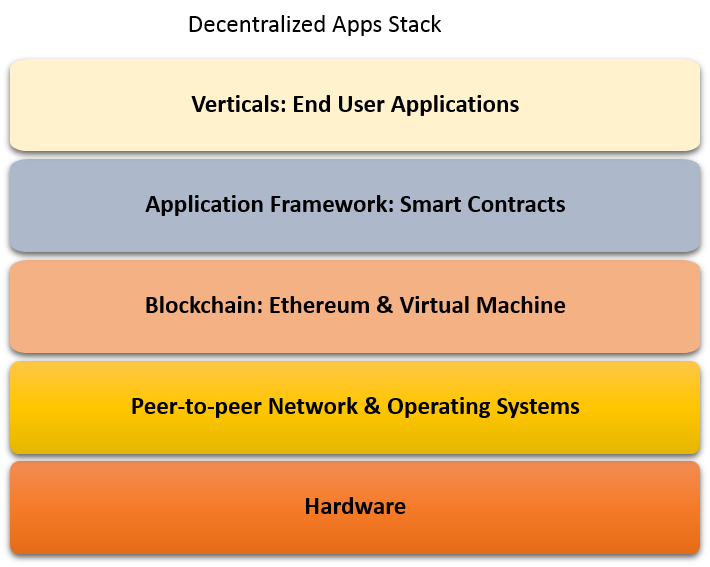 Decentralized Apps Stack
Verticals: End User Applications
Application Framework: Smart Contracts
Blockchain: Ethereum & Virtual Machine
Peer-to-peer Network & Operating Systems
Hardware